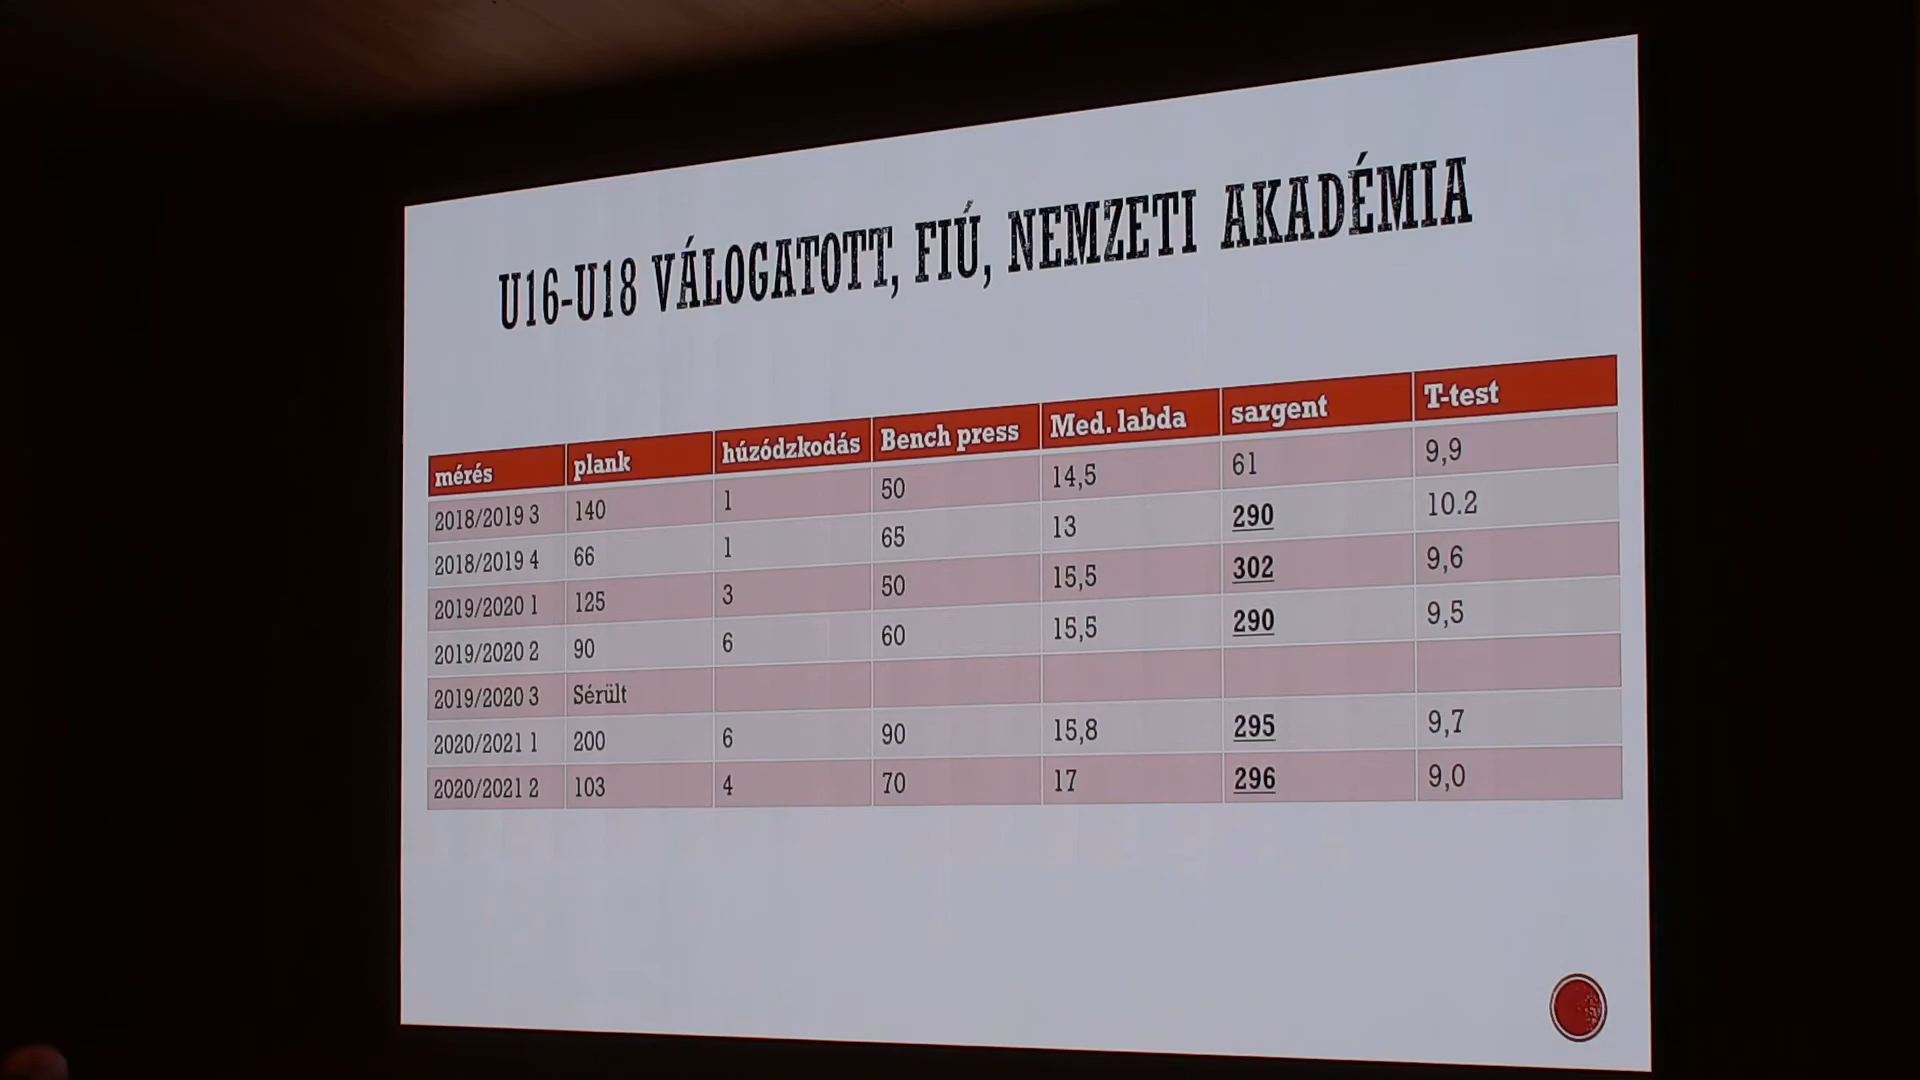 U16-U18 VÁLOGATOTT, FIÚ, NEMZETI AKADÉMIA
mérés plank húzódzkodás Bench press Med. labda sargent T-test
2018/2019 3 140 1 50 14,5 61 9,9
2018/2019 4 66 1 65 13 290 10.2
2019/2020 1 125 3 50 15,5 302 9,6
2019/2020 2 90 6 60 15,5 290 9,5
2019/2020 3 Sérült
2020/2021 1 200 6 90 15,8 295 9,7
2020/2021 2 103 4 70 17 296 9,0